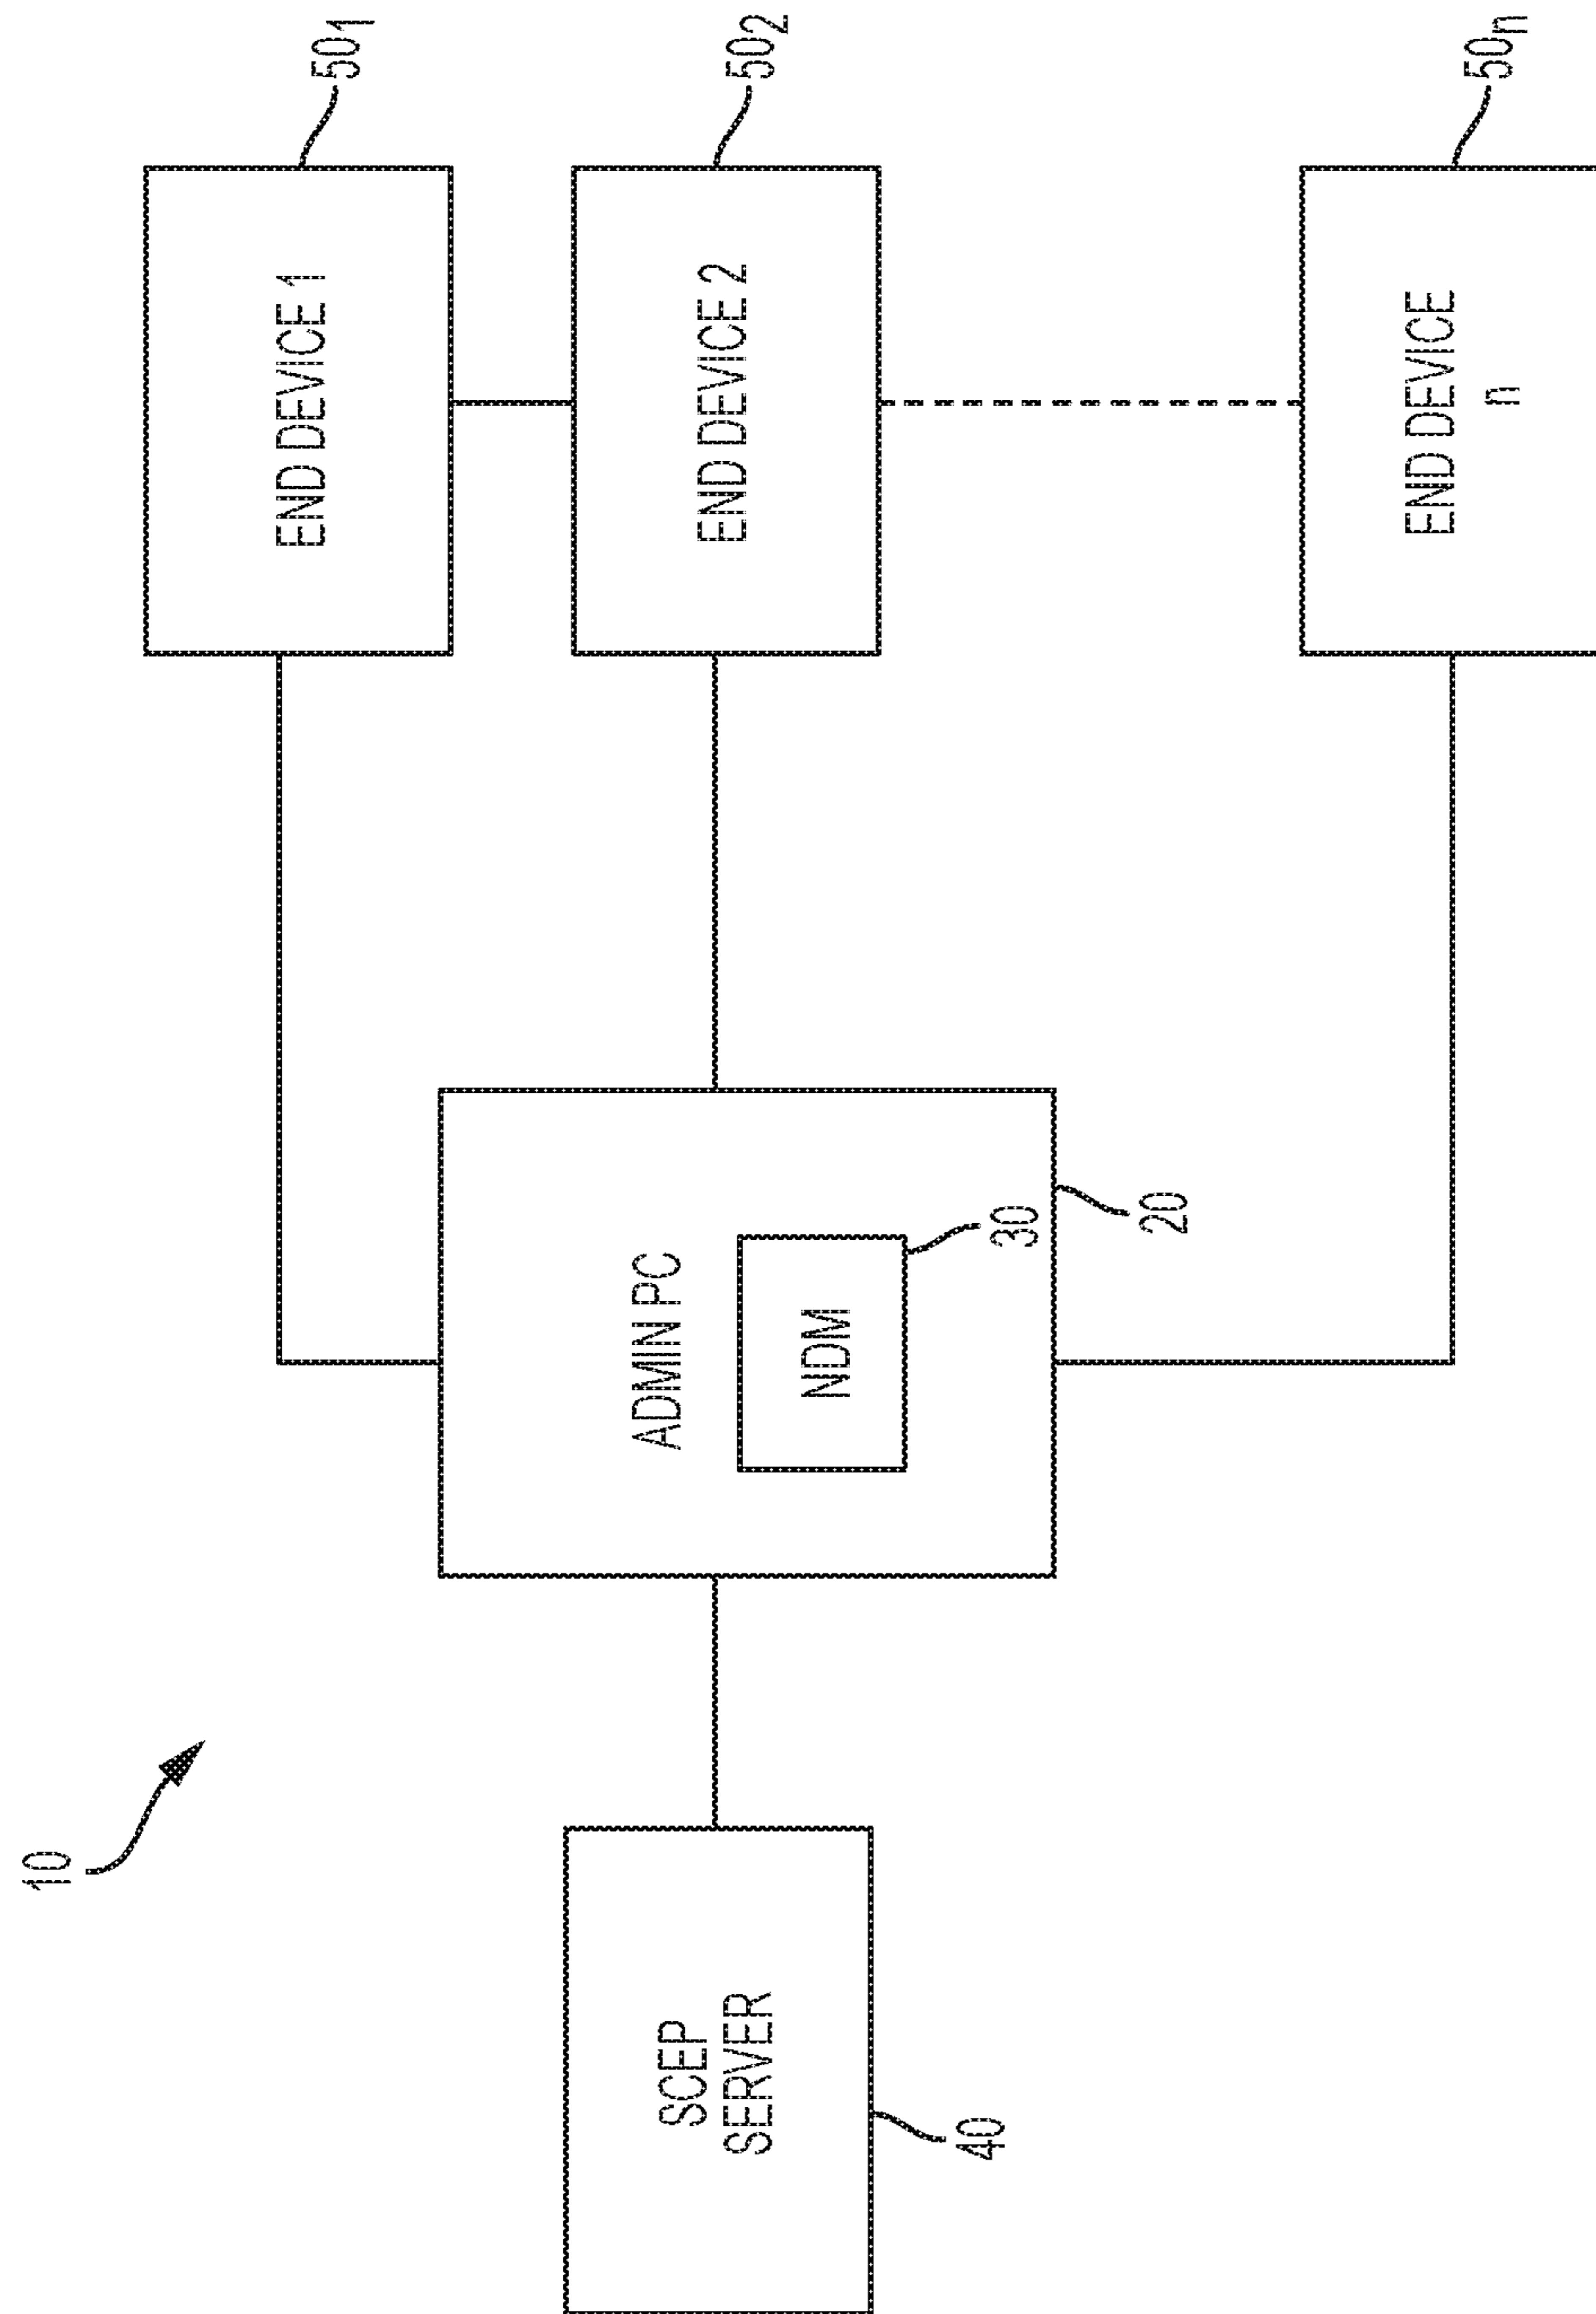 10
SCEP
SERVER
40
ADMIN PC
NDM
30
20
END DEVICE 1
50₁
END DEVICE 2
50₂
END DEVICE
n
50ₙ